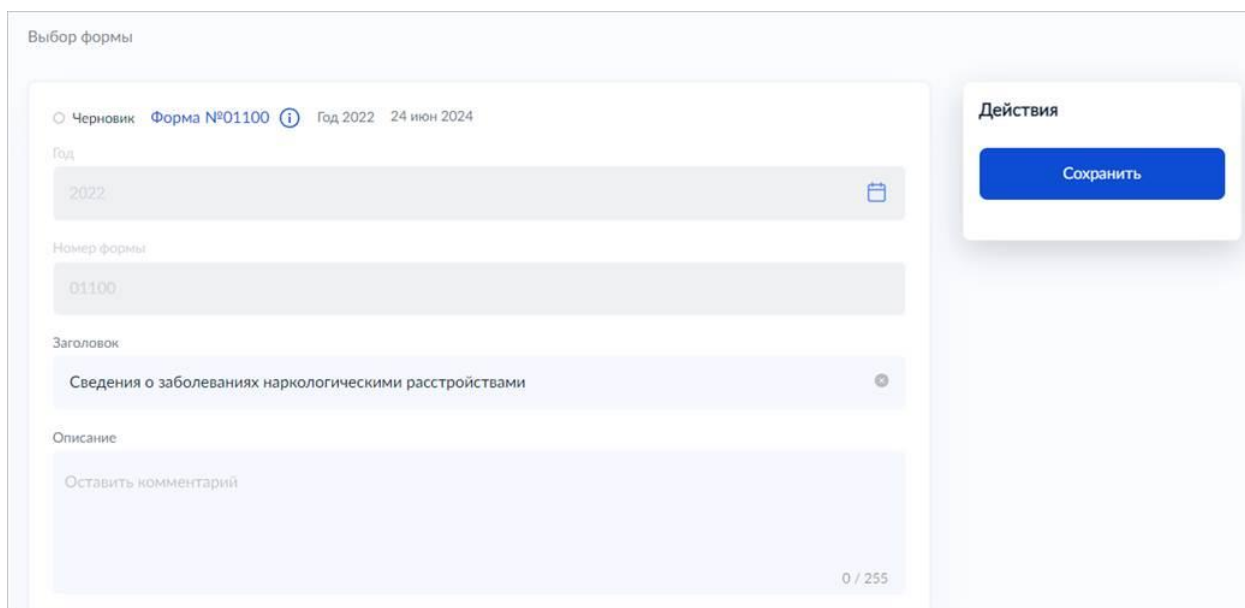 Выбор формы
Черновик Форма №01100 Год 2022 24 июн 2024
Год
2022
Номер формы
01100
Заголовок
Сведения о заболеваниях наркологическими расстройствами
Описание
Оставить комментарий
0 / 255
Действия
Сохранить